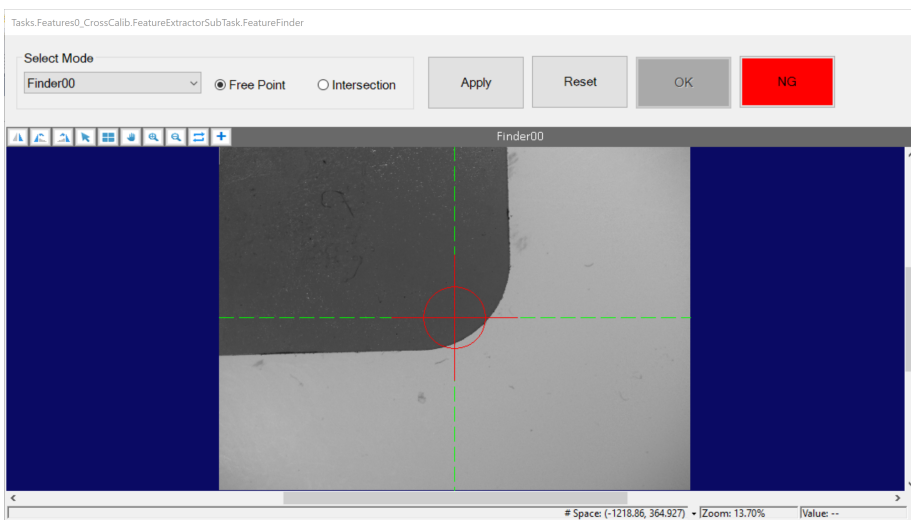 Tasks.Features0_CrossCalib.FeatureExtractorSubTask.FeatureFinder
Select Mode
Finder00
Free Point
Intersection
Apply
Reset
OK
NG
Finder00
# Space: (-1218.86, 364.927)
Zoom: 13.70%
Value: --